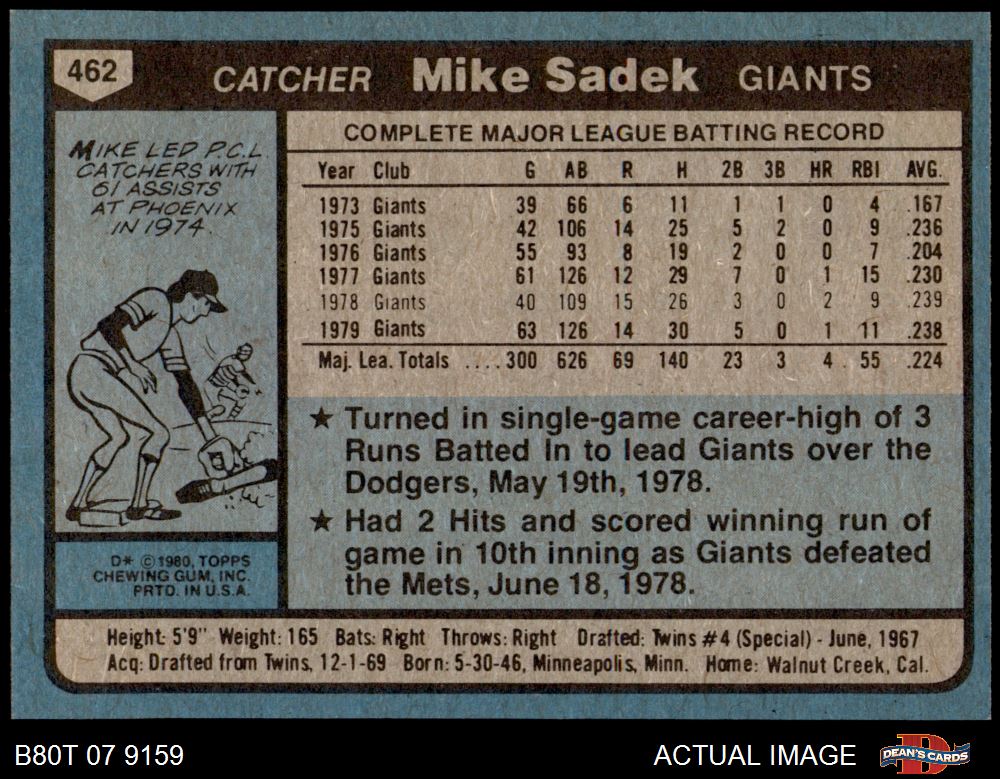 462 CATCHER Mike Sadek GIANTS
MIKE LED P.C.L.
CATCHERS WITH
61 ASSISTS
AT PHOENIX
IN 1974.
COMPLETE MAJOR LEAGUE BATTING RECORD
Year Club G AB R H 2B 3B HR RBI AVG.
1973 Giants 39 66 6 11 1 1 0 4 .167
1975 Giants 42 106 14 25 5 2 0 9 .236
1976 Giants 55 93 8 19 2 0 0 7 .204
1977 Giants 61 126 12 29 7 0 1 15 .230
1978 Giants 40 109 15 26 3 0 2 9 .239
1979 Giants 63 126 14 30 5 0 1 11 .238
Maj. Lea. Totals ....300 626 69 140 23 3 4 55 .224
★ Turned in single-game career-high of 3
Runs Batted In to lead Giants over the
Dodgers, May 19th, 1978.
★ Had 2 Hits and scored winning run of
game in 10th inning as Giants defeated
the Mets, June 18, 1978.
D* © 1980, TOPPS
CHEWING GUM, INC.
PRTD. IN U.S.A.
Height: 5'9" Weight: 165 Bats: Right Throws: Right Drafted: Twins #4 (Special) - June, 1967
Acq: Drafted from Twins, 12-1-69 Born: 5-30-46, Minneapolis, Minn. Home: Walnut Creek, Cal.
B80T 07 9159 ACTUAL IMAGE DEAN'S CARDS